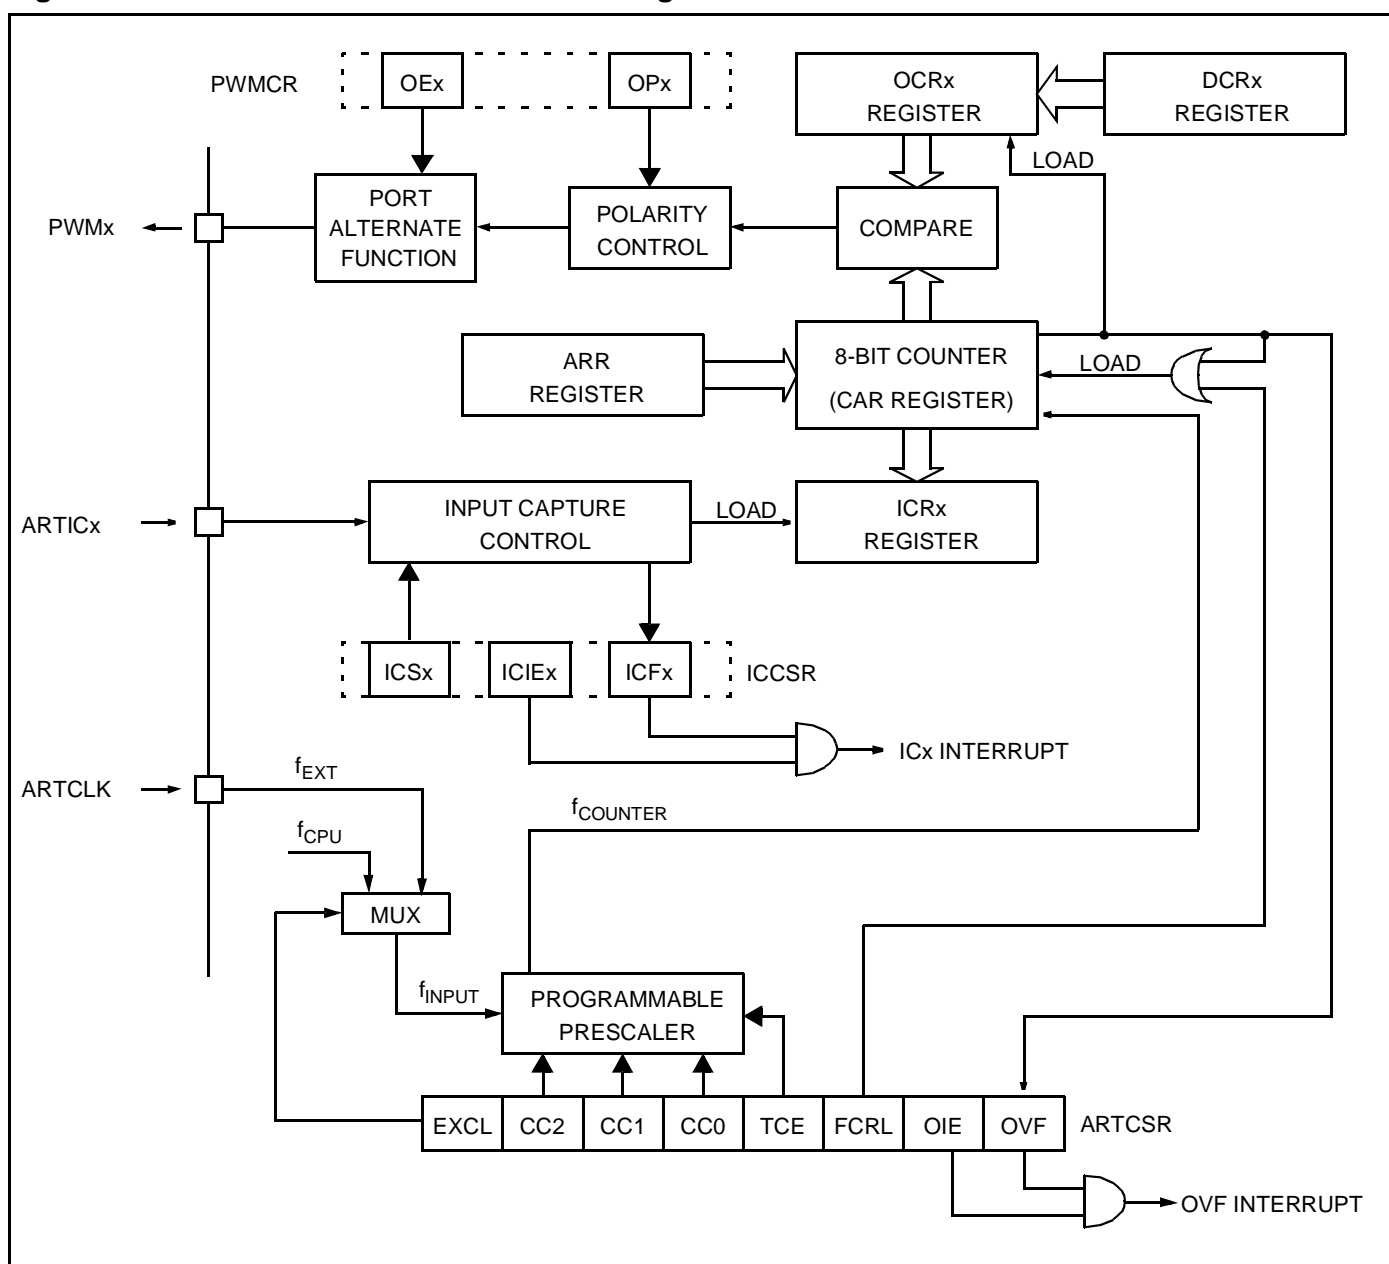 PWMCR
OEx
OPx
OCRx
REGISTER
DCRx
REGISTER
LOAD
PWMx
PORT
ALTERNATE
FUNCTION
POLARITY
CONTROL
COMPARE
ARR
REGISTER
8-BIT COUNTER
(CAR REGISTER)
LOAD
ARTICx
INPUT CAPTURE
CONTROL
LOAD
ICRx
REGISTER
ICSx
ICIEx
ICFx
ICCSR
ICx INTERRUPT
ARTCLK
fEXT
fCPU
fCOUNTER
MUX
fINPUT
PROGRAMMABLE
PRESCALER
EXCL
CC2
CC1
CC0
TCE
FCRL
OIE
OVF
ARTCSR
OVF INTERRUPT